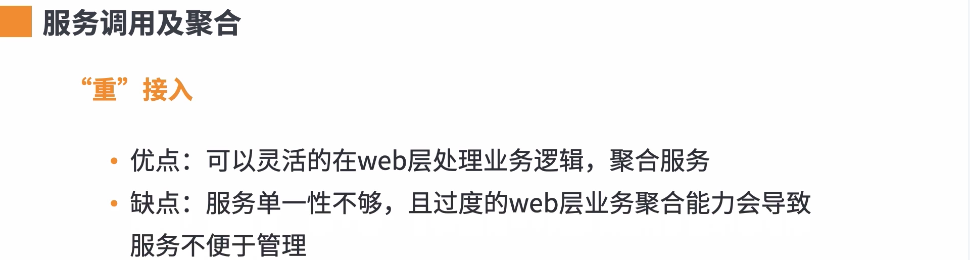 服务调用及聚合
“重”接入
• 优点：可以灵活的在web层处理业务逻辑，聚合服务
• 缺点：服务单一性不够，且过度的web层业务聚合能力会导致
服务不便于管理